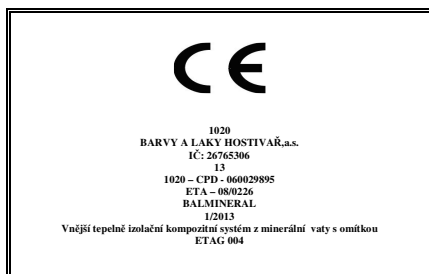 CE
1020
BARVY A LAKY HOSTIVAŘ,a.s.
IČ: 26765306
13
1020 – CPD - 060029895
ETA – 08/0226
BALMINERAL
1/2013
Vnější tepelně izolační kompozitní systém z minerální vaty s omítkou
ETAG 004